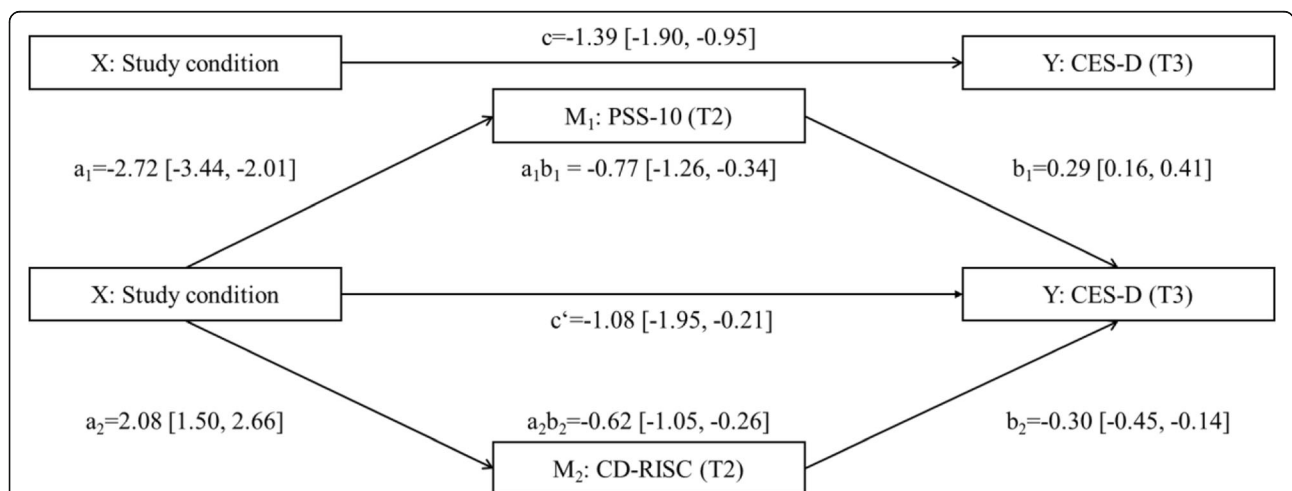 c=-1.39 [-1.90, -0.95]
X: Study condition
Y: CES-D (T3)
M₁: PSS-10 (T2)
a₁=-2.72 [-3.44, -2.01]
a₁b₁ = -0.77 [-1.26, -0.34]
b₁=0.29 [0.16, 0.41]
X: Study condition
Y: CES-D (T3)
c‘=-1.08 [-1.95, -0.21]
a₂=2.08 [1.50, 2.66]
a₂b₂=-0.62 [-1.05, -0.26]
b₂=-0.30 [-0.45, -0.14]
M₂: CD-RISC (T2)